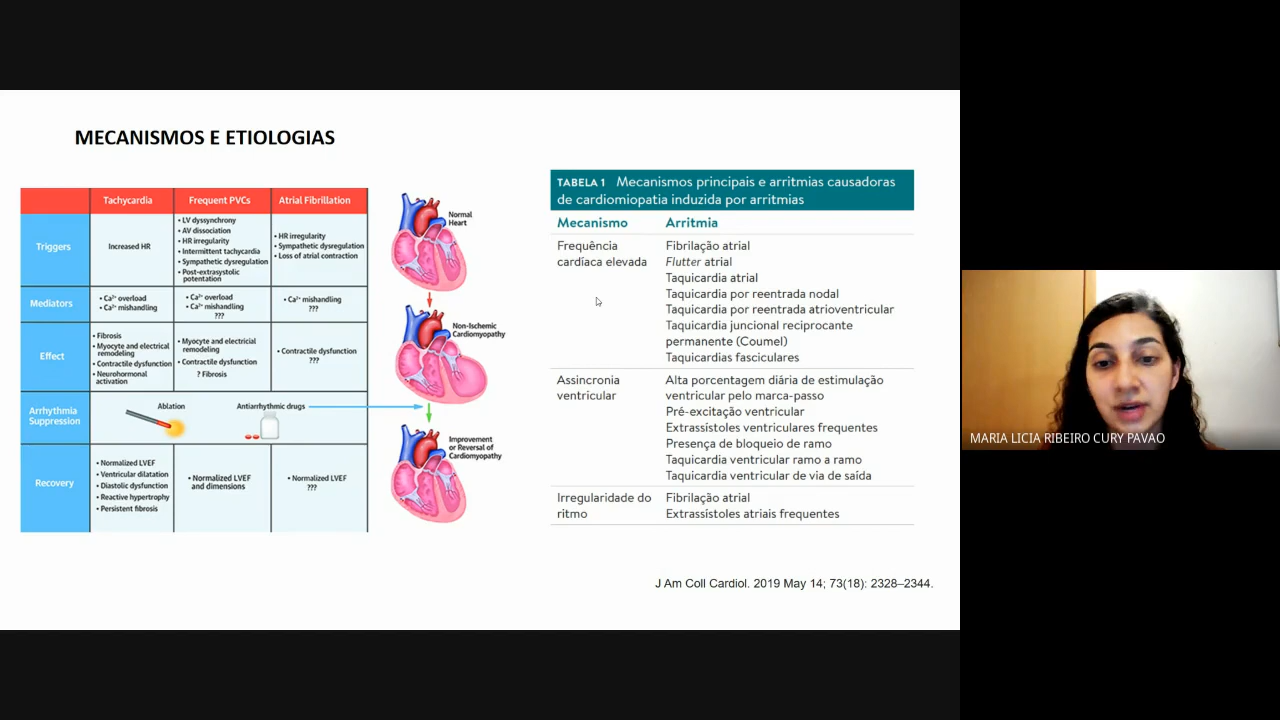 MECANISMOS E ETIOLOGIAS
Tachycardia
Frequent PVCs
Atrial Fibrillation
Triggers
Increased HR
• LV dyssynchrony
• AV dissociation
• HR irregularity
• Intermittent tachycardia
• Sympathetic dysregulation
• Post-extrasystolic
potentation
• HR irregularity
• Sympathetic dysregulation
• Loss of atrial contraction
Mediators
• Ca²⁺ overload
• Ca²⁺ mishandling
• Ca²⁺ overload
• Ca²⁺ mishandling
???
• Ca²⁺ mishandling
???
Effect
• Fibrosis
• Myocyte and electrical
remodeling
• Contractile dysfunction
• Neurohormonal
activation
• Myocyte and electricial
remodeling
• Contractile dysfunction
? Fibrosis
• Contractile dysfunction
???
Arrhythmia
Suppression
Ablation
Antiarrhythmic drugs
Recovery
• Normalized LVEF
• Ventricular dilatation
• Diastolic dysfunction
• Reactive hypertrophy
• Persistent fibrosis
• Normalized LVEF
and dimensions
• Normalized LVEF
???
Normal
Heart
Non-Ischemic
Cardiomyopathy
Improvement
or Reversal of
Cardiomyopathy
TABELA 1 Mecanismos principais e arritmias causadoras
de cardiomiopatia induzida por arritmias
Mecanismo Arritmia
Frequência
cardíaca elevada
Fibrilação atrial
Flutter atrial
Taquicardia atrial
Taquicardia por reentrada nodal
Taquicardia por reentrada atrioventricular
Taquicardia juncional reciprocante
permanente (Coumel)
Taquicardias fasciculares
Assincronia
ventricular
Alta porcentagem diária de estimulação
ventricular pelo marca-passo
Pré-excitação ventricular
Extrassístoles ventriculares frequentes
Presença de bloqueio de ramo
Taquicardia ventricular ramo a ramo
Taquicardia ventricular de via de saída
Irregularidade do
ritmo
Fibrilação atrial
Extrassístoles atriais frequentes
J Am Coll Cardiol. 2019 May 14; 73(18): 2328–2344.
MARIA LICIA RIBEIRO CURY PAVAO